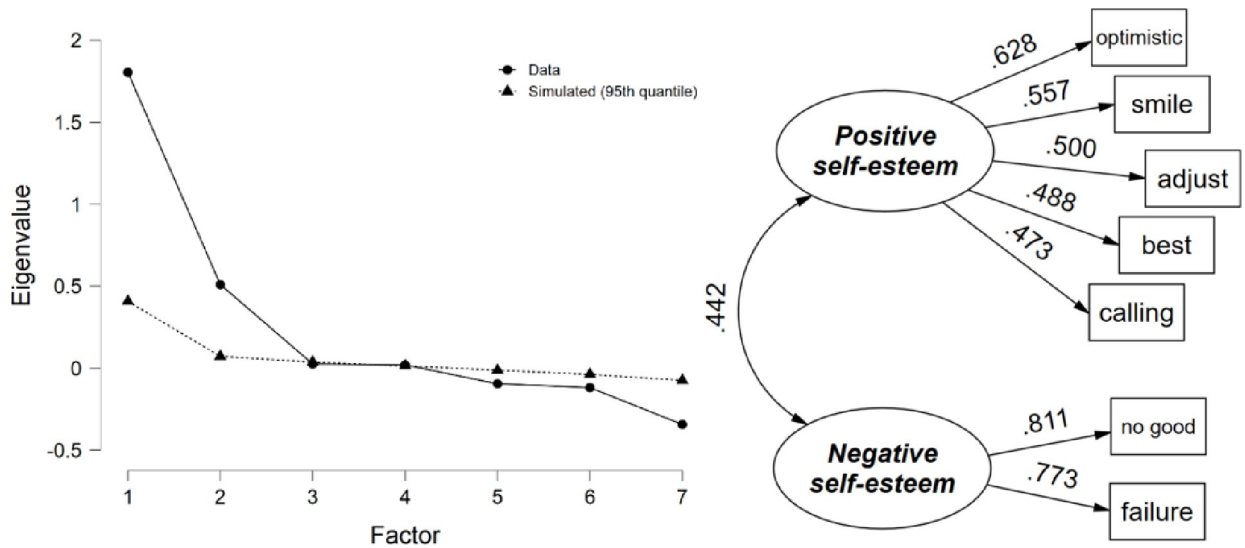 2
1.5
1
0.5
0
-0.5
Eigenvalue
1
2
3
4
5
6
7
Factor
Data
Simulated (95th quantile)
Positive
self-esteem
.628
optimistic
.557
smile
.500
adjust
.488
best
.473
calling
.442
Negative
self-esteem
.811
no good
.773
failure